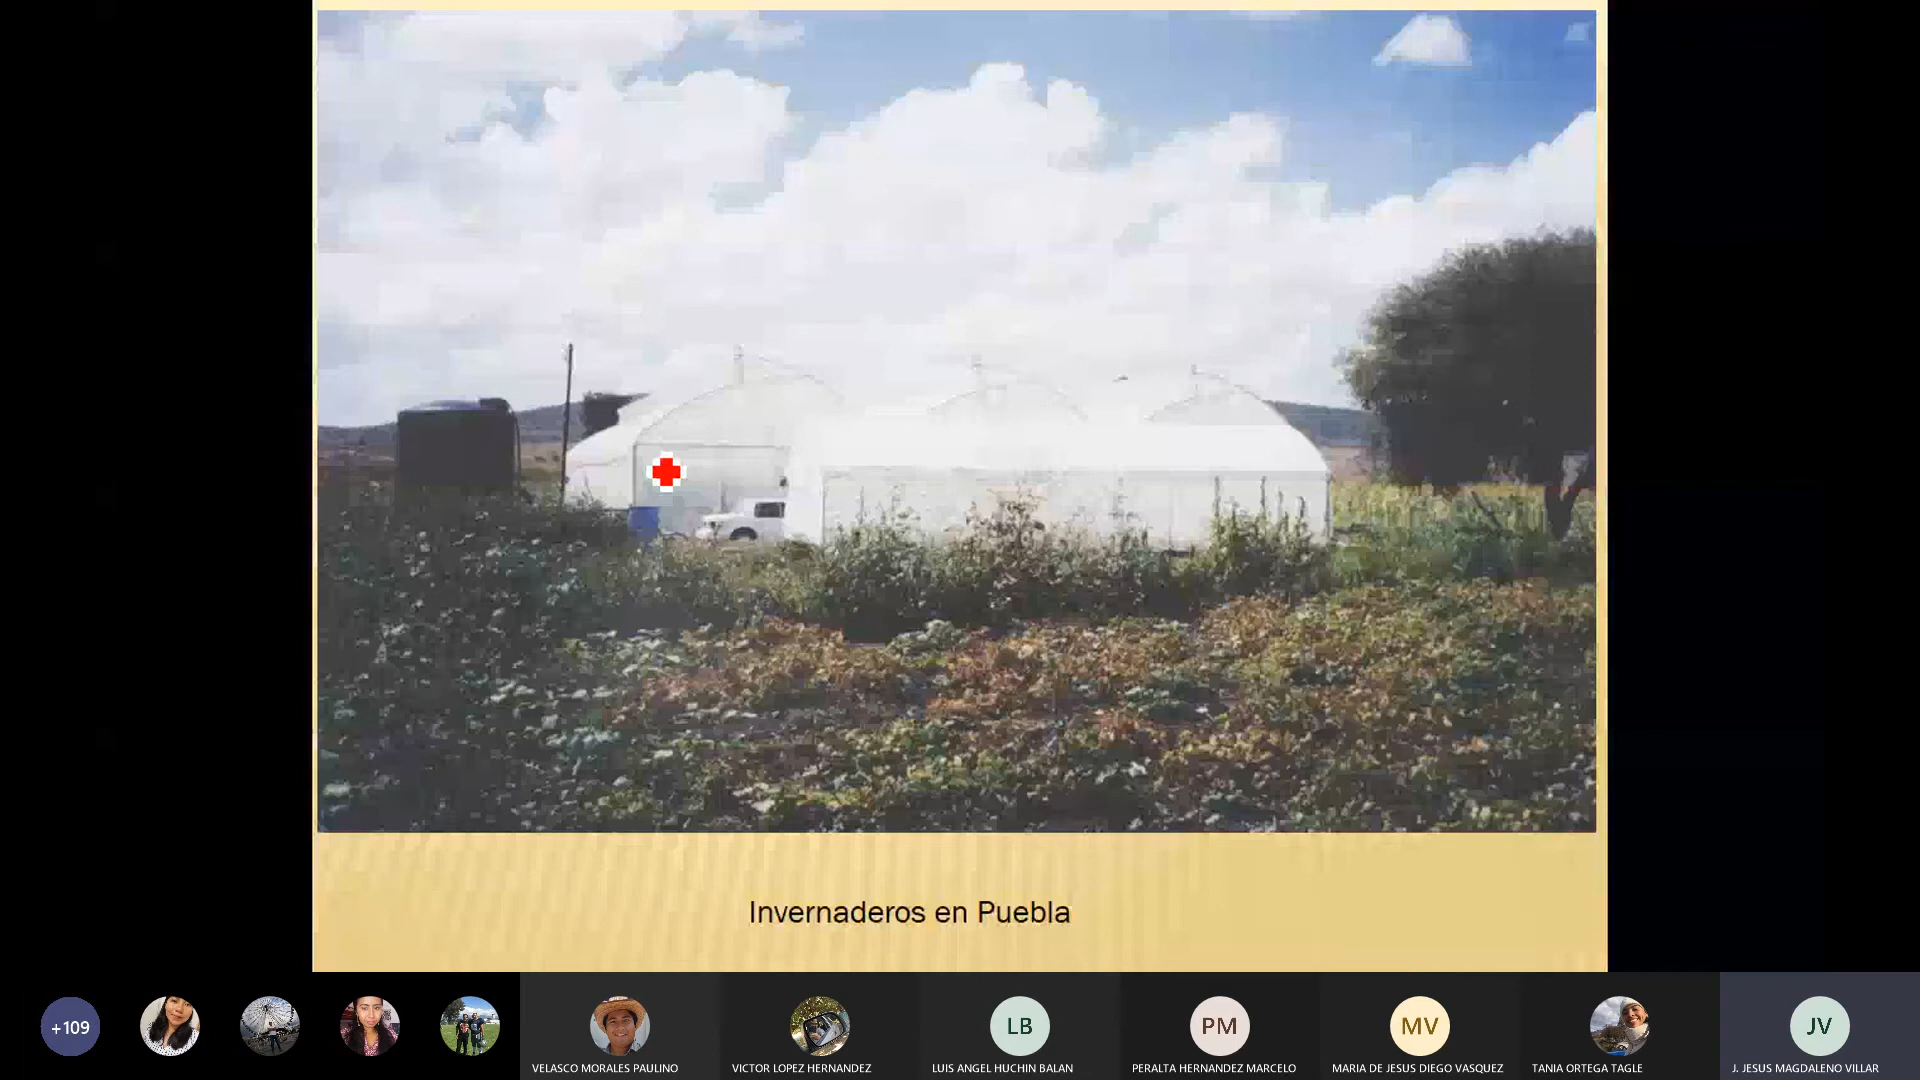 Invernaderos en Puebla
+109
LB
PM
MV
JV
VELASCO MORALES PAULINO
VICTOR LOPEZ HERNANDEZ
LUIS ANGEL HUCHIN BALAN
PERALTA HERNANDEZ MARCELO
MARIA DE JESUS DIEGO VASQUEZ
TANIA ORTEGA TAGLE
J. JESUS MAGDALENO VILLAR